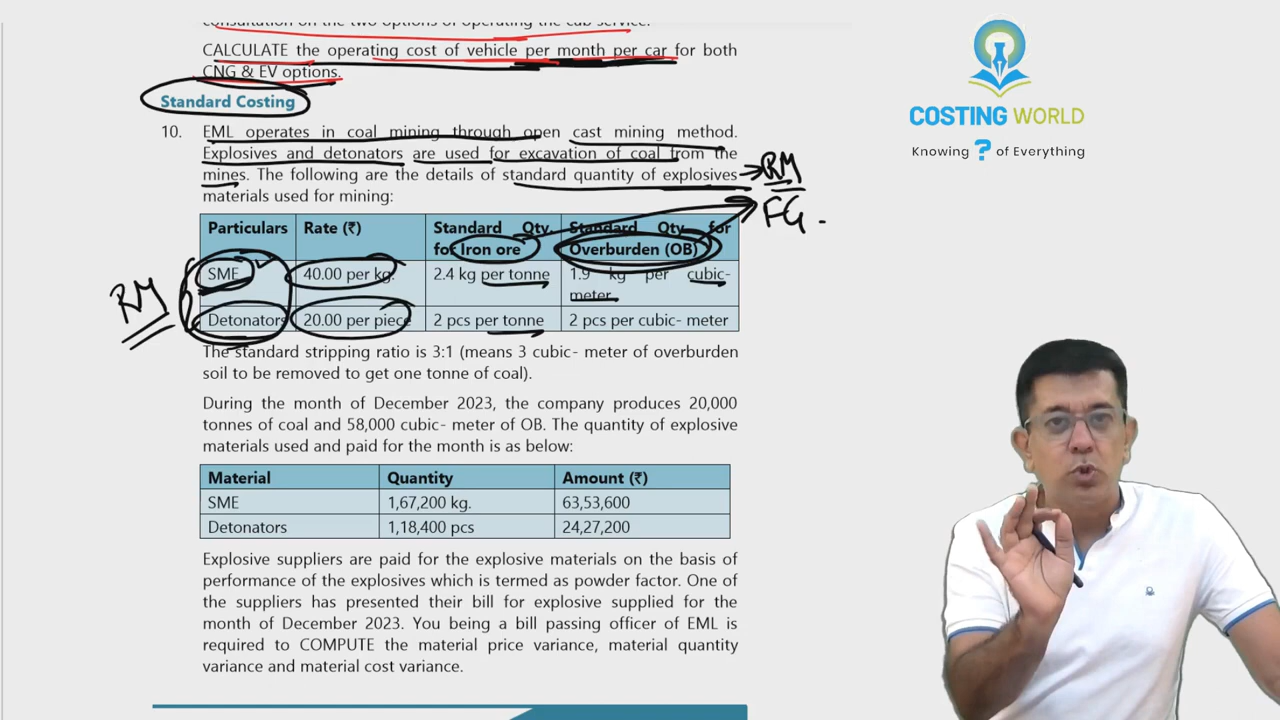 consultation on the two options of operating the cab service.
CALCULATE the operating cost of vehicle per month per car for both
CNG & EV options.
Standard Costing
10. EML operates in coal mining through open cast mining method.
Explosives and detonators are used for excavation of coal from the
mines. The following are the details of standard quantity of explosives
materials used for mining:
RM
FG
Particulars Rate (₹) Standard Qty. for Iron ore Standard Qty. for Overburden (OB)
SME 40.00 per kg. 2.4 kg per tonne 1.9 kg per cubic-meter
Detonators 20.00 per piece 2 pcs per tonne 2 pcs per cubic- meter
RM
The standard stripping ratio is 3:1 (means 3 cubic- meter of overburden
soil to be removed to get one tonne of coal).
During the month of December 2023, the company produces 20,000
tonnes of coal and 58,000 cubic- meter of OB. The quantity of explosive
materials used and paid for the month is as below:
Material Quantity Amount (₹)
SME 1,67,200 kg. 63,53,600
Detonators 1,18,400 pcs 24,27,200
Explosive suppliers are paid for the explosive materials on the basis of
performance of the explosives which is termed as powder factor. One of
the suppliers has presented their bill for explosive supplied for the
month of December 2023. You being a bill passing officer of EML is
required to COMPUTE the material price variance, material quantity
variance and material cost variance.
COSTING WORLD
Knowing ? of Everything